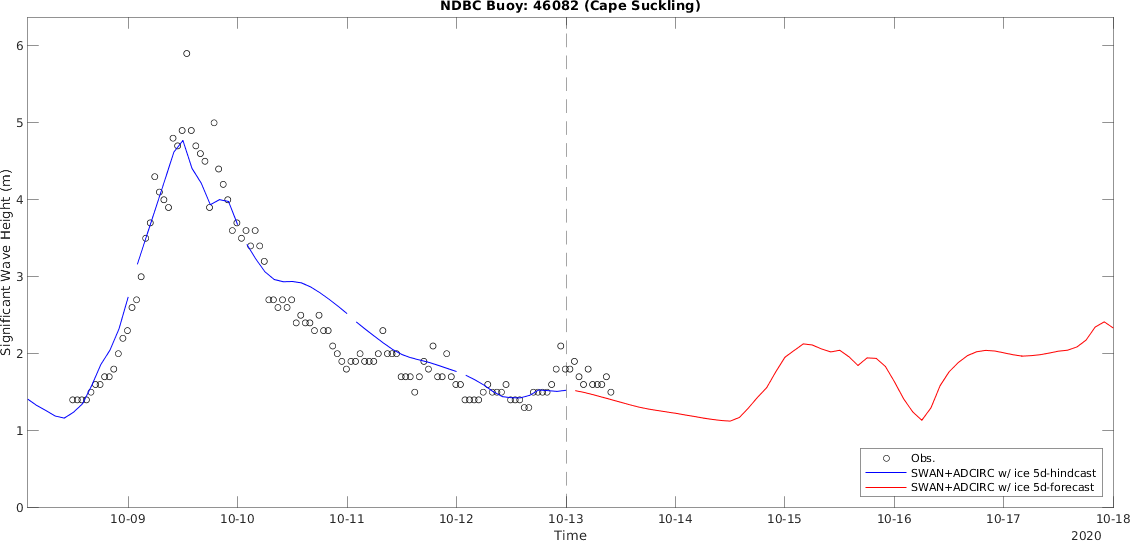 NDBC Buoy: 46082 (Cape Suckling)
Significant Wave Height (m)
6
5
4
3
2
1
0
10-09 10-10 10-11 10-12 10-13 10-14 10-15 10-16 10-17 10-18
Time
2020
Obs.
SWAN+ADCIRC w/ ice 5d-hindcast
SWAN+ADCIRC w/ ice 5d-forecast